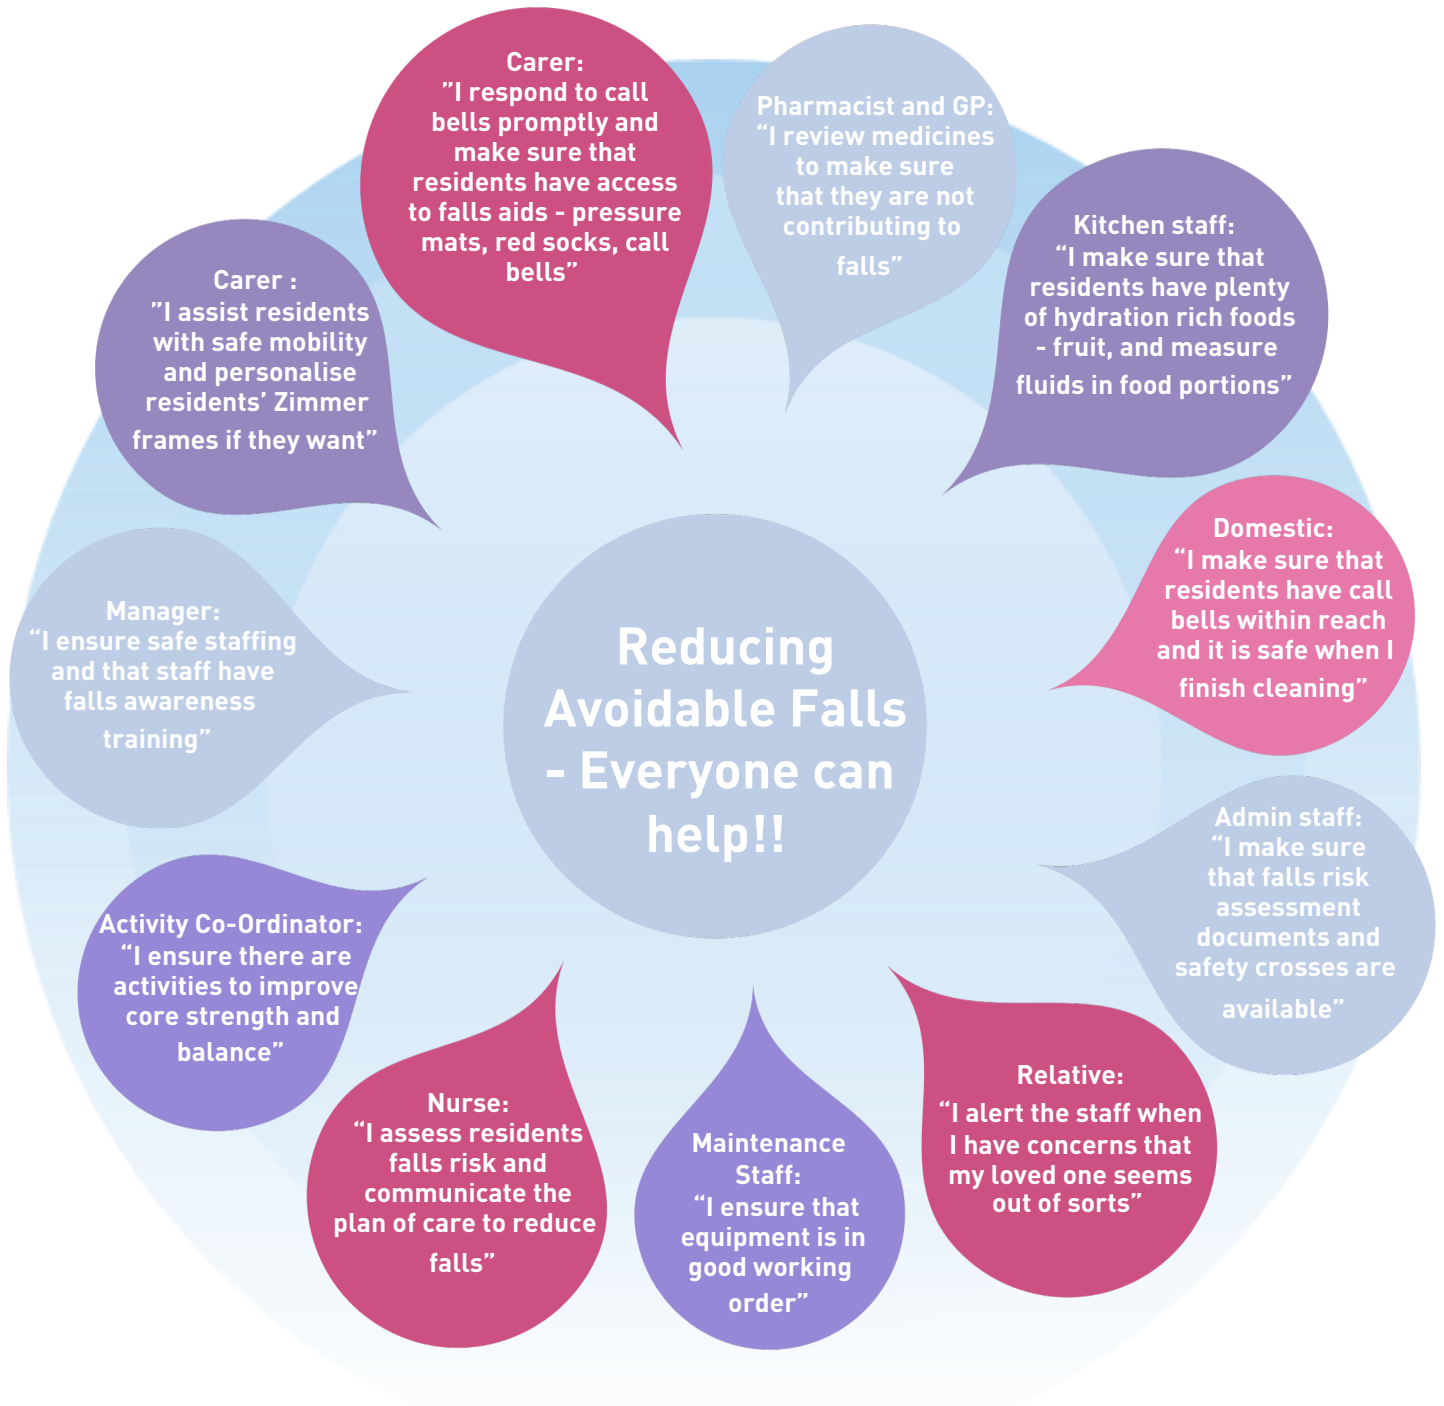 Carer:
”I respond to call
bells promptly and
make sure that
residents have access
to falls aids - pressure
mats, red socks, call
bells”
Pharmacist and GP:
“I review medicines
to make sure
that they are not
contributing to
falls”
Kitchen staff:
“I make sure that
residents have plenty
of hydration rich foods
- fruit, and measure
fluids in food portions”
Domestic:
“I make sure that
residents have call
bells within reach
and it is safe when I
finish cleaning”
Admin staff:
“I make sure
that falls risk
assessment
documents and
safety crosses are
available”
Relative:
“I alert the staff when
I have concerns that
my loved one seems
out of sorts”
Maintenance
Staff:
“I ensure that
equipment is in
good working
order”
Nurse:
“I assess residents
falls risk and
communicate the
plan of care to reduce
falls”
Activity Co-Ordinator:
“I ensure there are
activities to improve
core strength and
balance”
Manager:
“I ensure safe staffing
and that staff have
falls awareness
training”
Carer :
”I assist residents
with safe mobility
and personalise
residents’ Zimmer
frames if they want”
Reducing
Avoidable Falls
- Everyone can
help!!